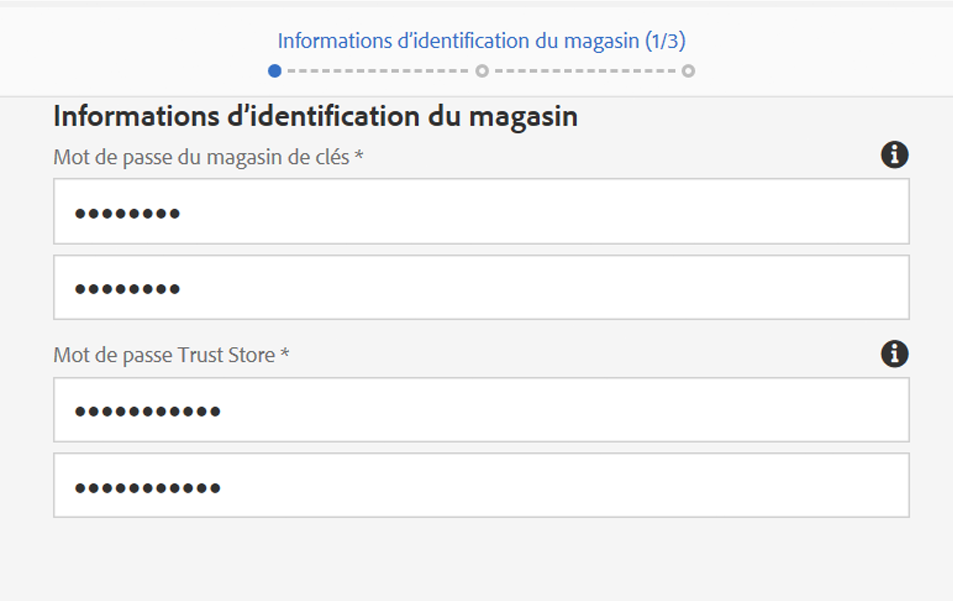 Informations d’identification du magasin (1/3)
Informations d’identification du magasin
Mot de passe du magasin de clés *
••••••••
••••••••
Mot de passe Trust Store *
•••••••••••
•••••••••••